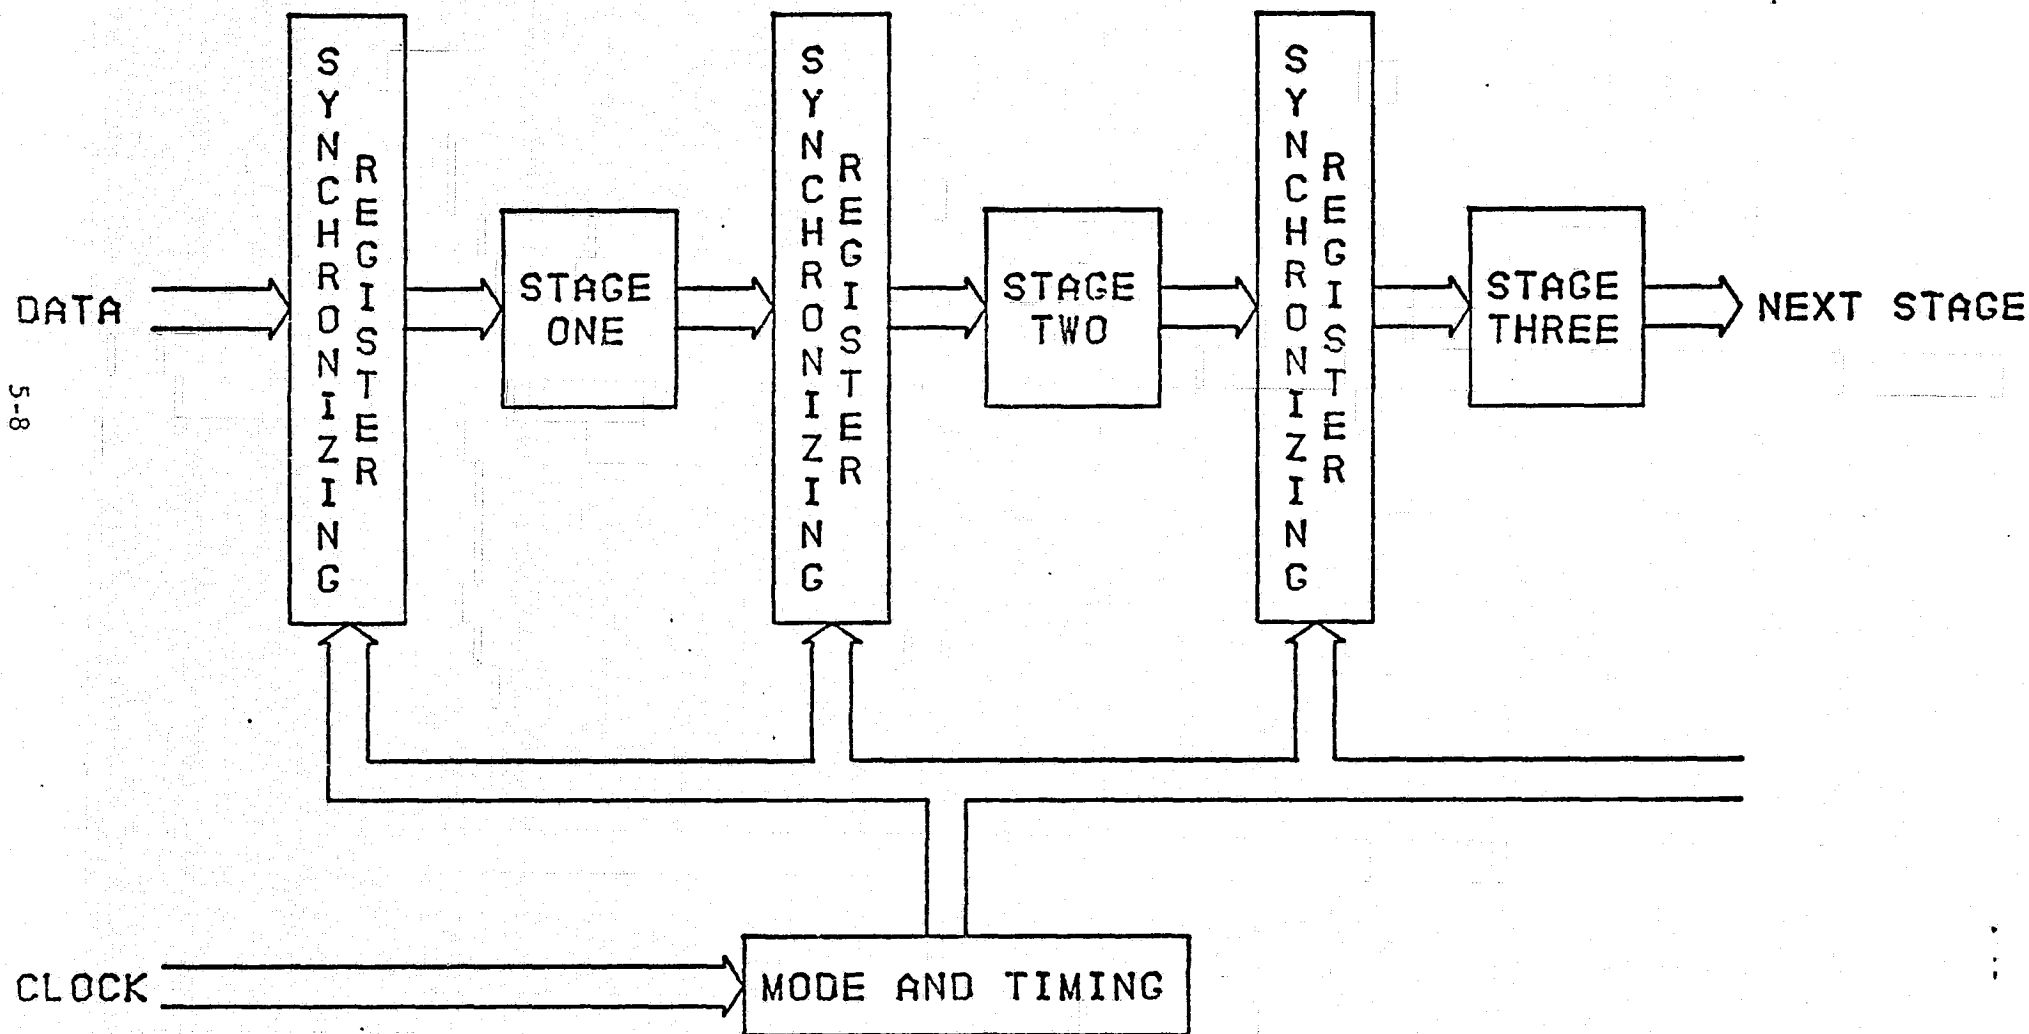 SYNCHRONIZING
REGISTER
SYNCHRONIZING
REGISTER
SYNCHRONIZING
REGISTER
DATA
STAGE
ONE
STAGE
TWO
STAGE
THREE
NEXT STAGE
5-8
CLOCK
MODE AND TIMING